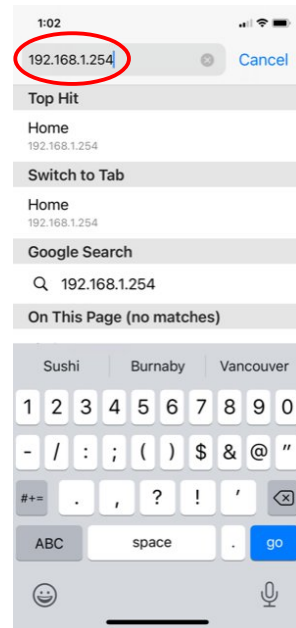 1:02
192.168.1.254 Cancel
Top Hit
Home
192.168.1.254
Switch to Tab
Home
192.168.1.254
Google Search
192.168.1.254
On This Page (no matches)
Sushi Burnaby Vancouver
1 2 3 4 5 6 7 8 9 0
- / : ; ( ) $ & @ "
#+= . , ? ! '
ABC space . go